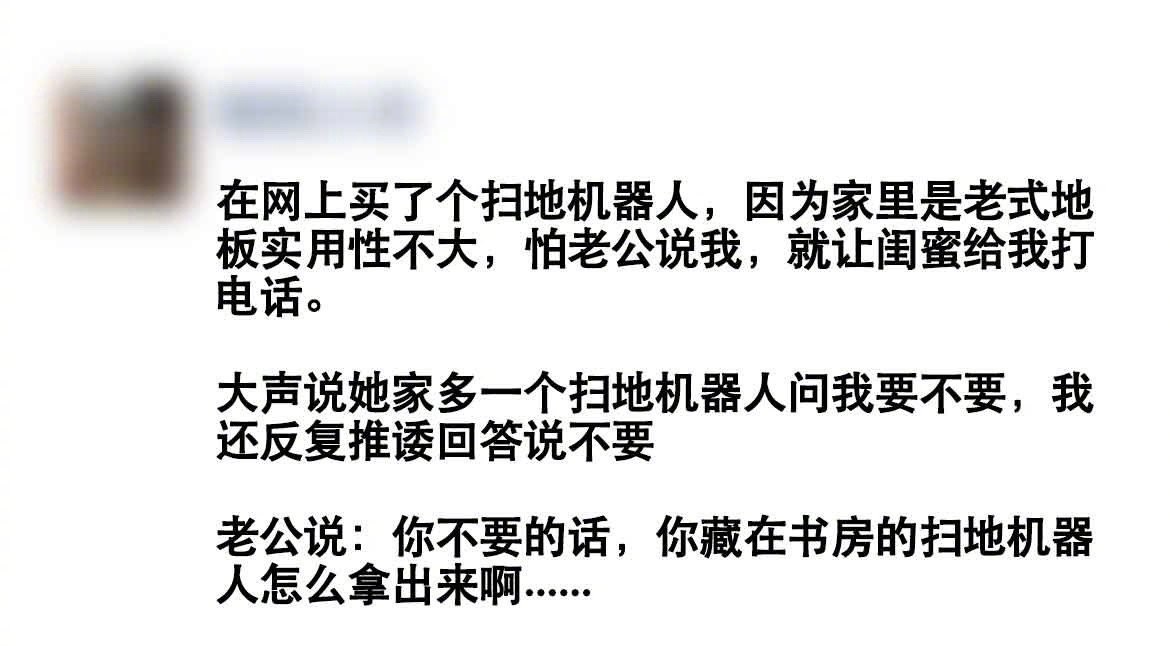 在网上买了个扫地机器人，因为家里是老式地
板实用性不大，怕老公说我，就让闺蜜给我打
电话。
大声说她家多一个扫地机器人问我要不要，我
还反复推诿回答说不要
老公说：你不要的话，你藏在书房的扫地机器
人怎么拿出来啊......